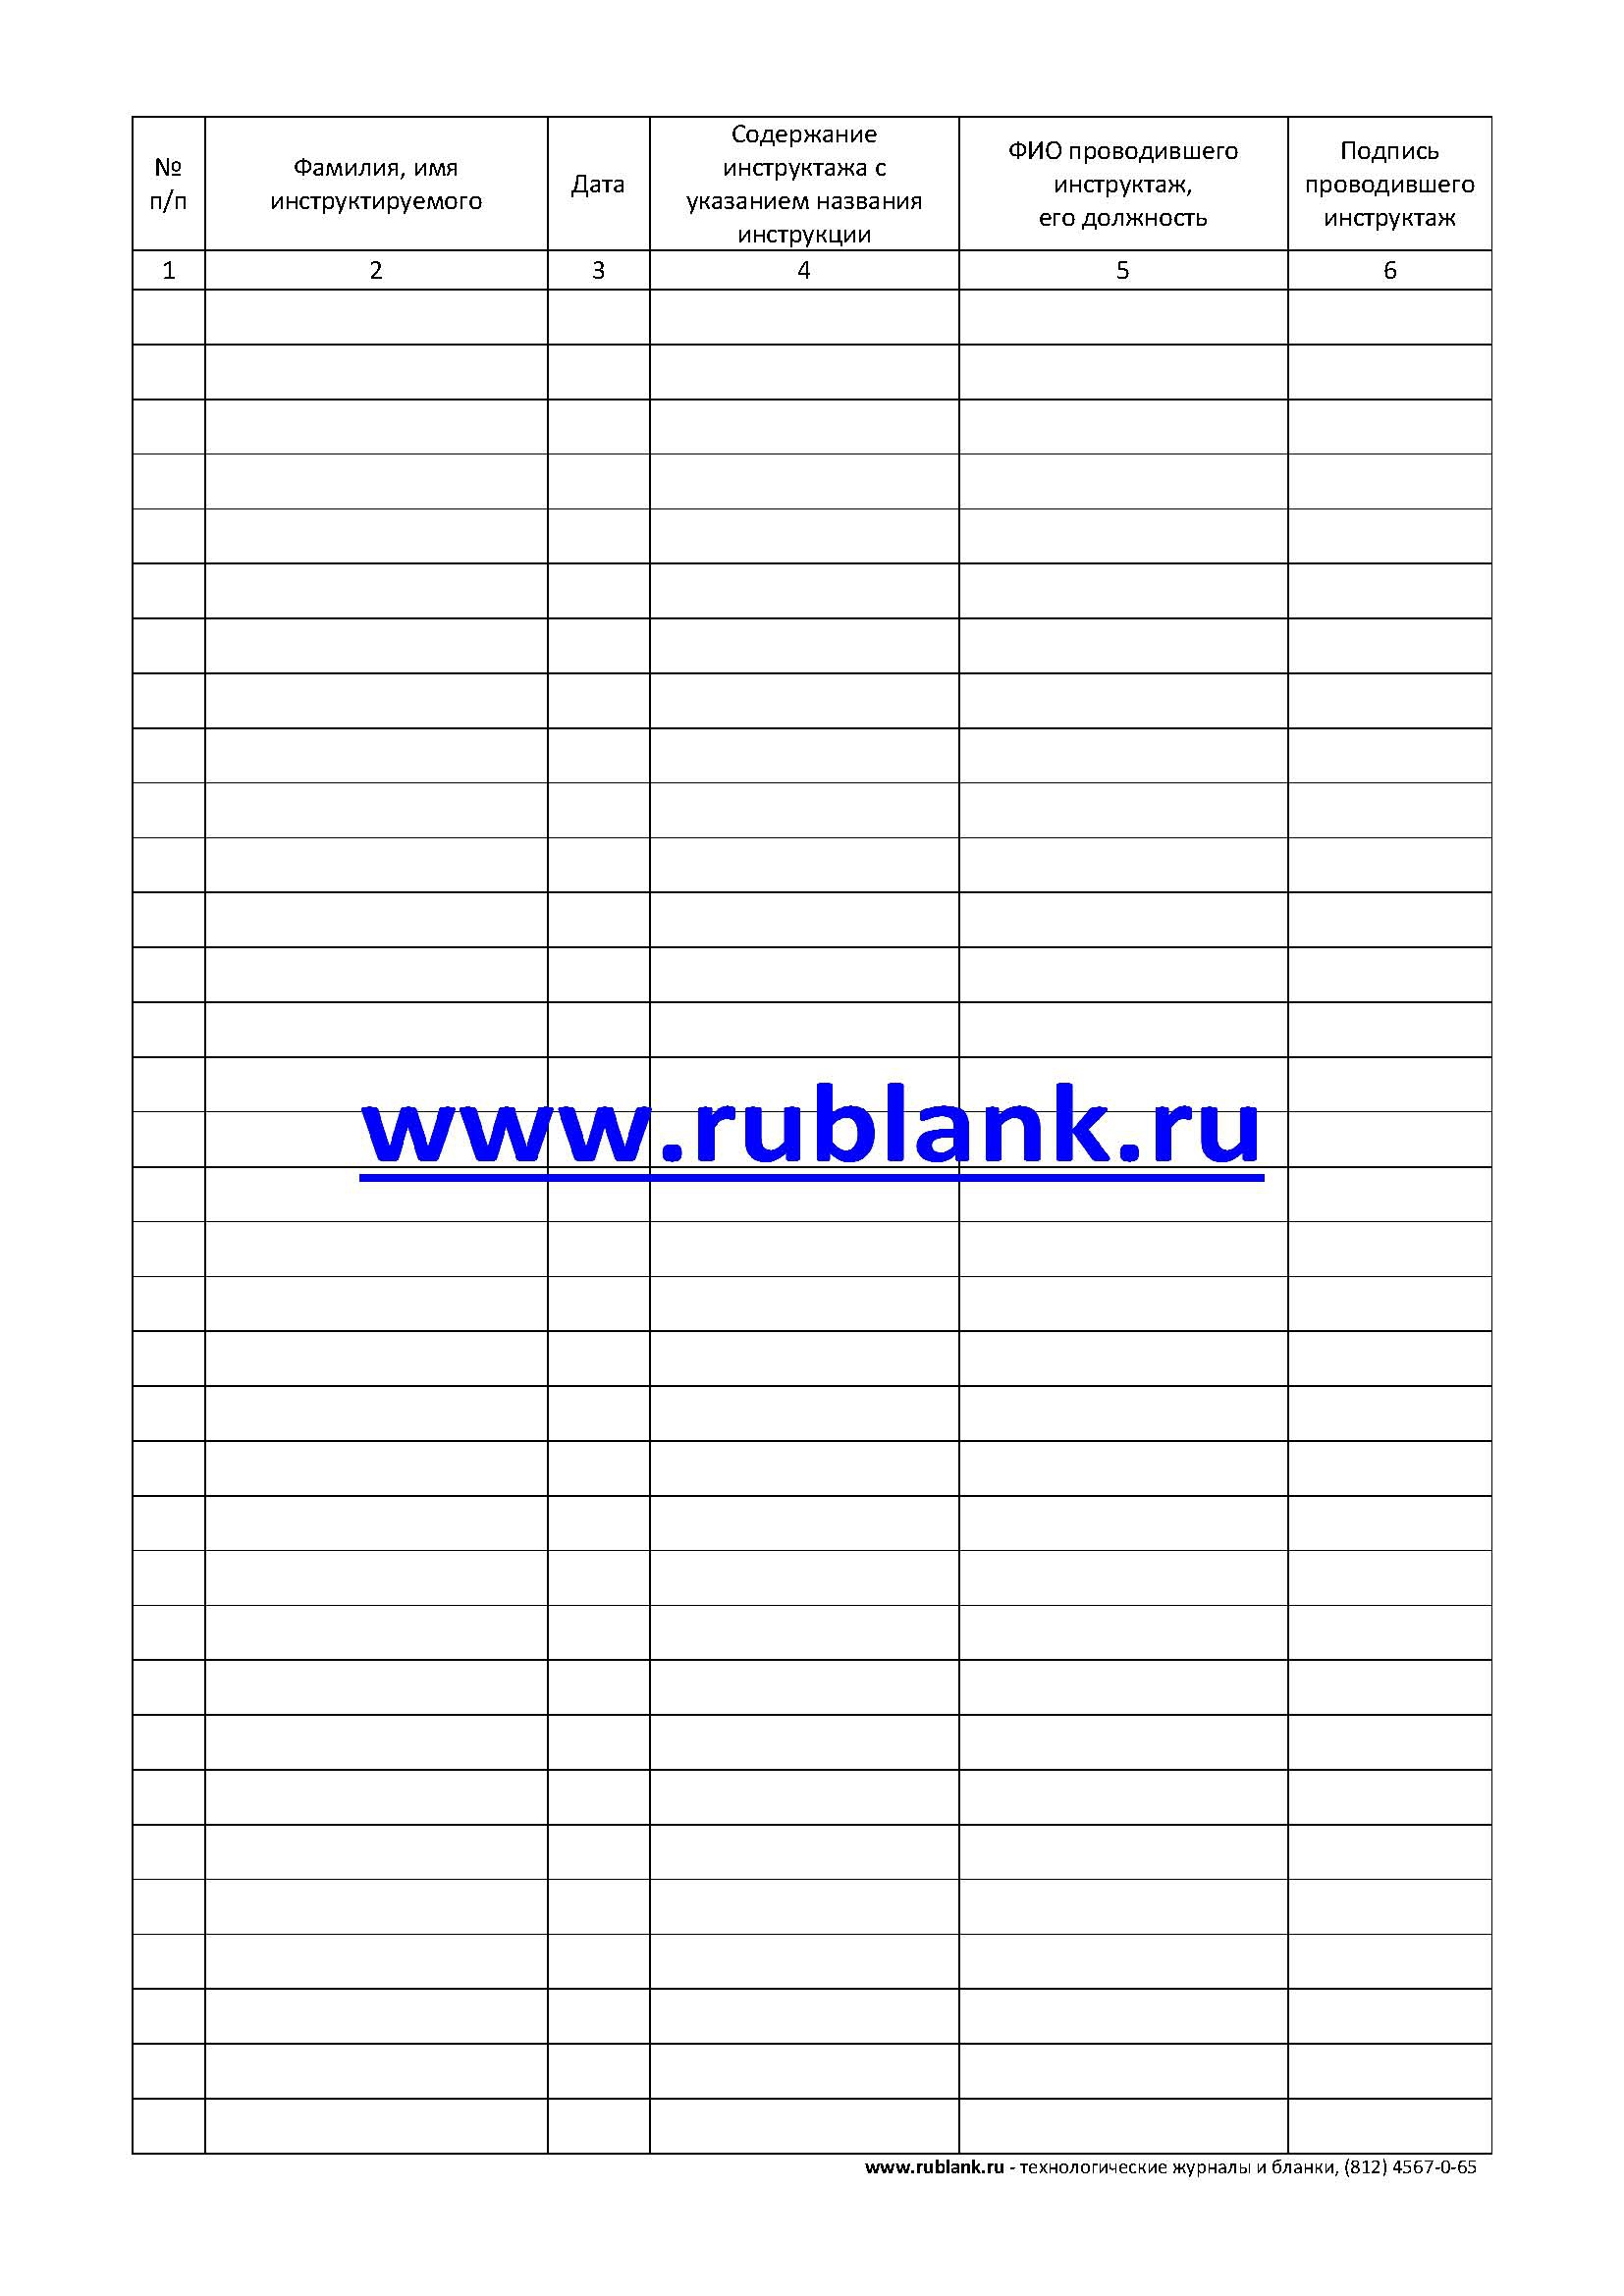 №
п/п
Фамилия, имя
инструктируемого
Дата
Содержание
инструктажа с
указанием названия
инструкции
ФИО проводившего
инструктаж,
его должность
Подпись
проводившего
инструктаж
1
2
3
4
5
6
www.rublank.ru
www.rublank.ru - технологические журналы и бланки, (812) 4567-0-65